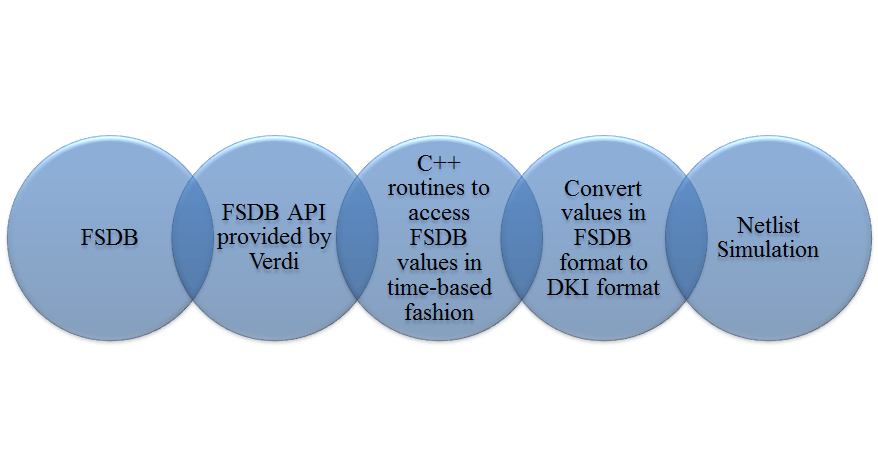 FSDB
FSDB API
provided by
Verdi
C++
routines to
access
FSDB
values in
time-based
fashion
Convert
values in
FSDB
format to
DKI format
Netlist
Simulation